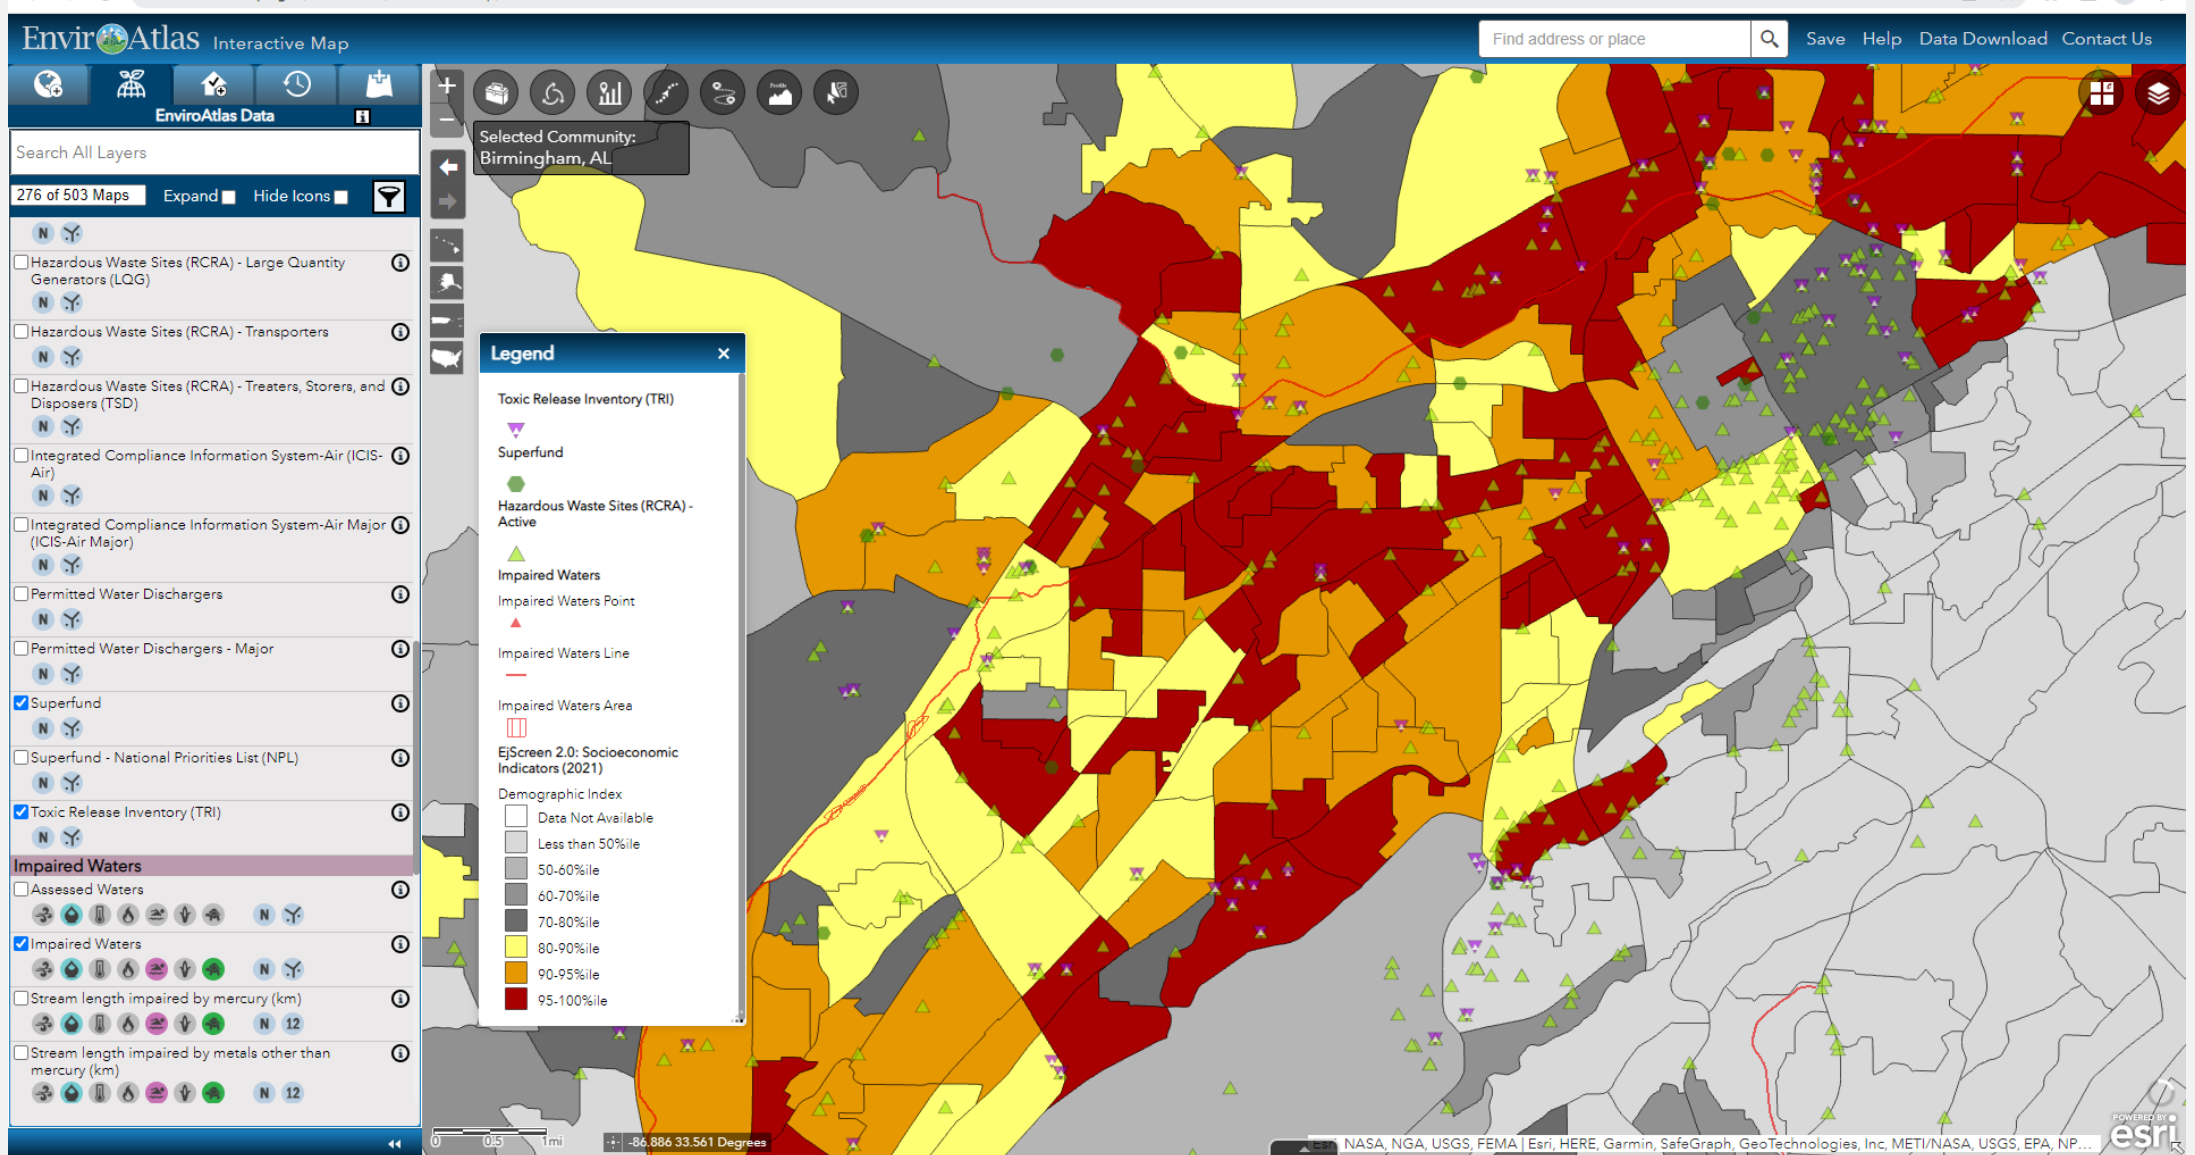 EnviroAtlas Interactive Map
Find address or place
Save Help Data Download Contact Us
EnviroAtlas Data
Search All Layers
276 of 503 Maps Expand Hide Icons
N
Hazardous Waste Sites (RCRA) - Large Quantity
Generators (LQG)
N
Hazardous Waste Sites (RCRA) - Transporters
N
Hazardous Waste Sites (RCRA) - Treaters, Storers, and
Disposers (TSD)
N
Integrated Compliance Information System-Air (ICIS-
Air)
N
Integrated Compliance Information System-Air Major
(ICIS-Air Major)
N
Permitted Water Dischargers
N
Permitted Water Dischargers - Major
N
Superfund
N
Superfund - National Priorities List (NPL)
N
Toxic Release Inventory (TRI)
N
Impaired Waters
Assessed Waters
N
Impaired Waters
N
Stream length impaired by mercury (km)
N 12
Stream length impaired by metals other than
mercury (km)
N 12
Profile
Selected Community:
Birmingham, AL
Legend
Toxic Release Inventory (TRI)
Superfund
Hazardous Waste Sites (RCRA) -
Active
Impaired Waters
Impaired Waters Point
Impaired Waters Line
Impaired Waters Area
EjScreen 2.0: Socioeconomic
Indicators (2021)
Demographic Index
Data Not Available
Less than 50%ile
50-60%ile
60-70%ile
70-80%ile
80-90%ile
90-95%ile
95-100%ile
0 0.5 1mi
-86.886 33.561 Degrees
Esri, NASA, NGA, USGS, FEMA | Esri, HERE, Garmin, SafeGraph, GeoTechnologies, Inc, METI/NASA, USGS, EPA, NP...
POWERED BY
esri